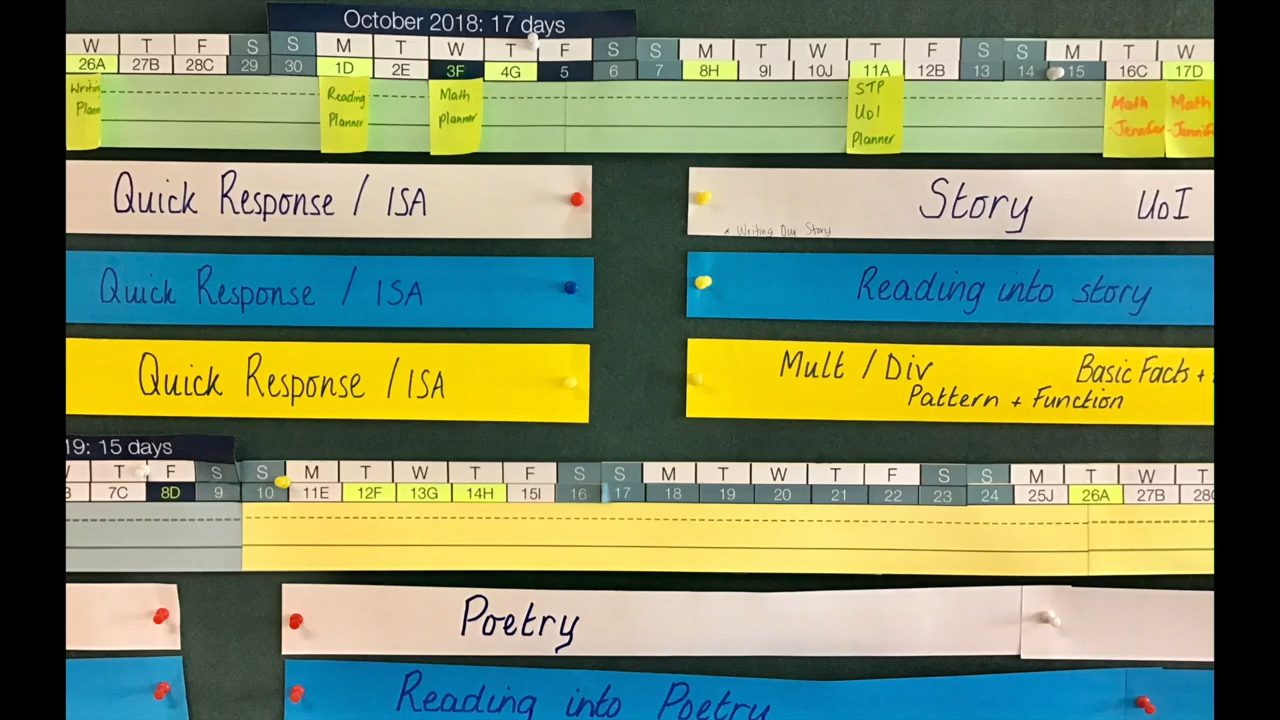 October 2018: 17 days
W T F S S M T W T F S S M T W T F S S M T W
26A 27B 28C 29 30 1D 2E 3F 4G 5 6 7 8H 9I 10J 11A 12B 13 14 15 16C 17D
Reading
Planner
Math
planner
STP
UoI
Planner
Math
-Jennifer
Math
Quick Response / ISA
Story UoI
* Writing Our Story
Quick Response / ISA
Reading into story
Quick Response / ISA
Mult / Div Basic Facts +
Pattern + Function
19: 15 days
T F S S M T W T F S S M T W T F S S M T W T
7C 8D 9 10 11E 12F 13G 14H 15I 16 17 18 19 20 21 22 23 24 25J 26A 27B
Poetry
Reading into Poetry